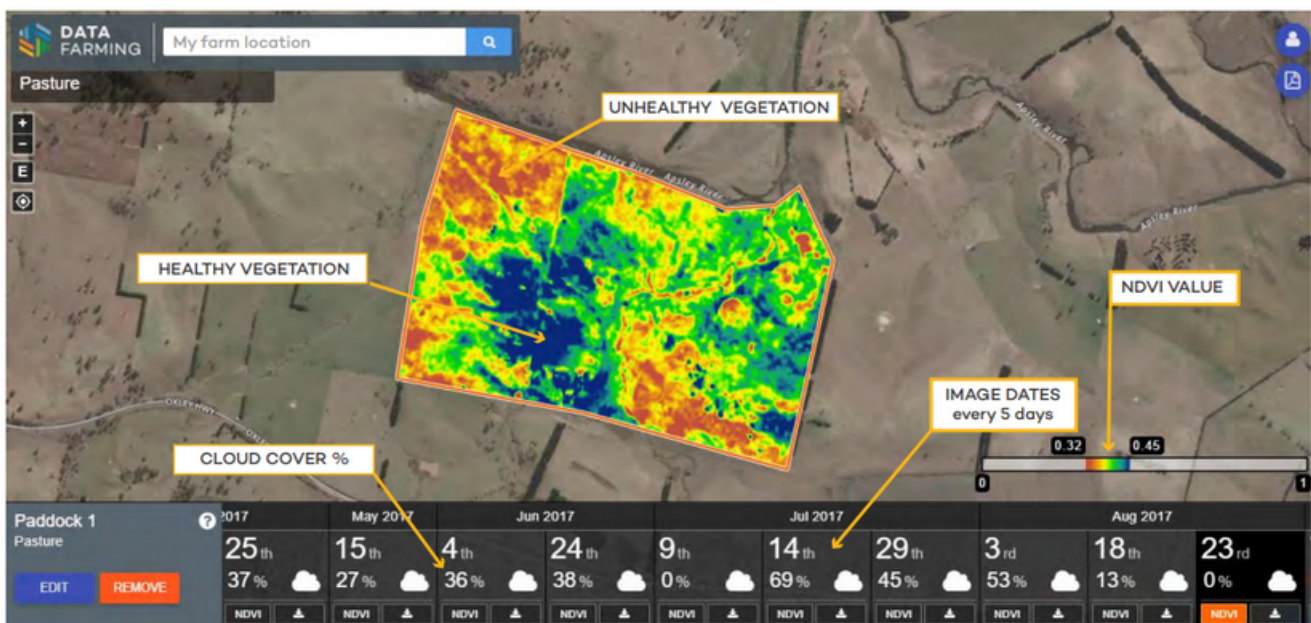 DATA
FARMING
My farm location
Pasture
+
-
E
UNHEALTHY VEGETATION
Apsley River Apsley River
Apsley River
Apsley River
HEALTHY VEGETATION
NDVI VALUE
IMAGE DATES
every 5 days
OXLEY HWY
CLOUD COVER %
0.32 0.45
0 1
Paddock 1 ?
Pasture
EDIT REMOVE
2017 May 2017 Jun 2017 Jul 2017 Aug 2017
25th 15th 4th 24th 9th 14th 29th 3rd 18th 23rd
37% 27% 36% 38% 0% 69% 45% 53% 13% 0%
NDVI NDVI NDVI NDVI NDVI NDVI NDVI NDVI NDVI NDVI